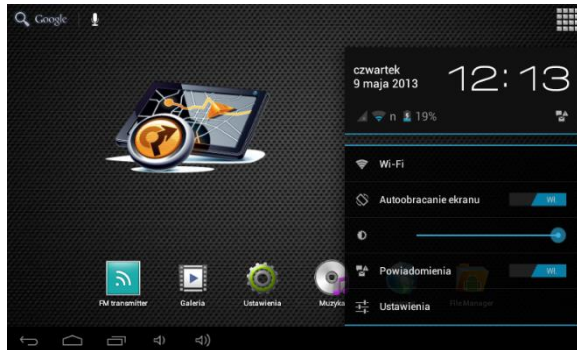 Google
czwartek
9 maja 2013
12:13
n 19%
Wi-Fi
Autoobracanie ekranu
Wł.
Powiadomienia
Wł.
Ustawienia
FM transmitter
Galeria
Ustawienia
Muzyka
File Manager